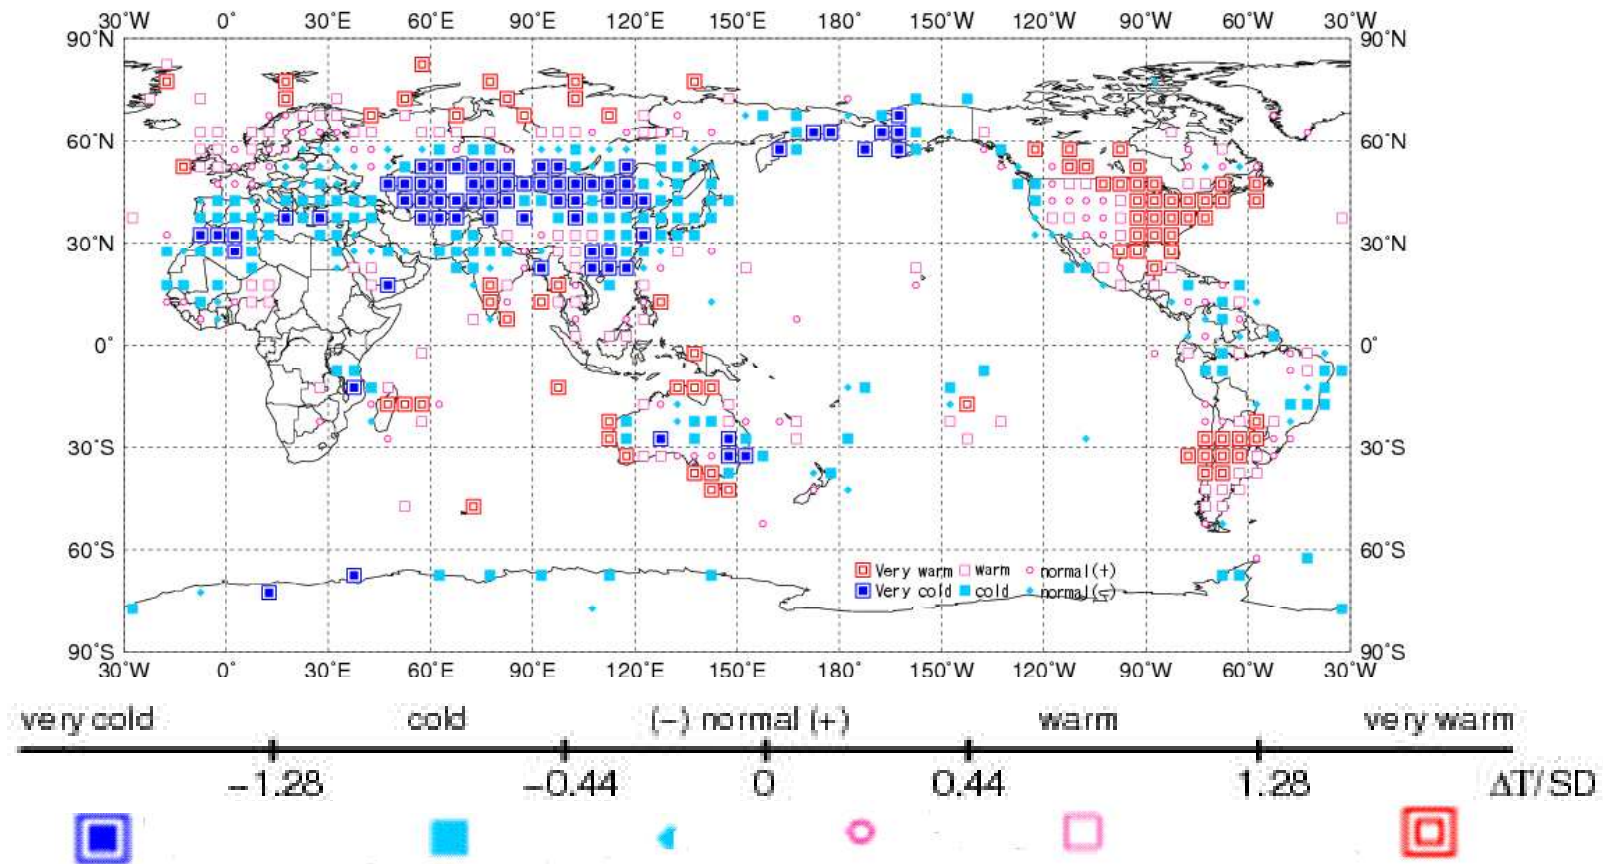 30˚W 0˚ 30˚E 60˚E 90˚E 120˚E 150˚E 180˚ 150˚W 120˚W 90˚W 60˚W 30˚W
90˚N 90˚N
60˚N 60˚N
30˚N 30˚N
0˚ 0˚
30˚S 30˚S
60˚S 60˚S
Very warm warm normal(+)
Very cold cold normal(-)
90˚S 90˚S
30˚W 0˚ 30˚E 60˚E 90˚E 120˚E 150˚E 180˚ 150˚W 120˚W 90˚W 60˚W 30˚W
very cold cold (−) normal (+) warm very warm
−1.28 −0.44 0 0.44 1.28 ΔT/SD